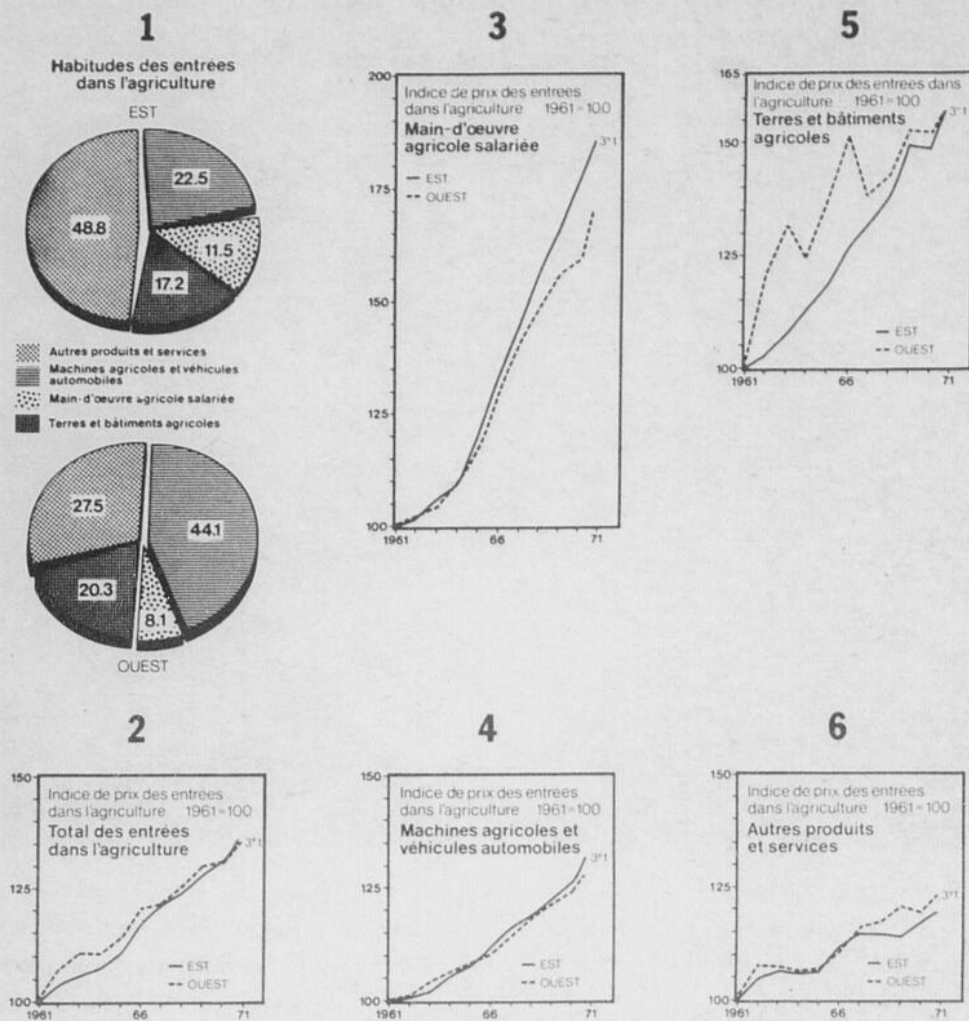 1
Habitudes des entrées
dans l'agriculture
EST
22.5
48.8
11.5
17.2
Autres produits et services
Machines agricoles et véhicules
automobiles
Main-d'œuvre agricole salariée
Terres et bâtiments agricoles
27.5
44.1
20.3
8.1
OUEST
3
200
Indice de prix des entrées
dans l'agriculture 1961=100
Main-d'œuvre
agricole salariée
3ᵉt
EST
OUEST
175
150
125
100
1961
66
71
5
165
Indice de prix des entrées dans
l'agriculture 1961=100
Terres et bâtiments
agricoles
3ᵉt
150
125
EST
OUEST
100
1961
66
71
2
150
Indice de prix des entrées
dans l'agriculture 1961=100
Total des entrées
dans l'agriculture
3ᵉt
125
EST
OUEST
100
1961
66
71
4
150
Indice de prix des entrées
dans l'agriculture 1961=100
Machines agricoles et
véhicules automobiles
3ᵉt
125
EST
OUEST
100
1961
66
71
6
150
Indice de prix des entrées
dans l'agriculture 1961=100
Autres produits
et services
125
3ᵉt
EST
OUEST
100
1961
66
71